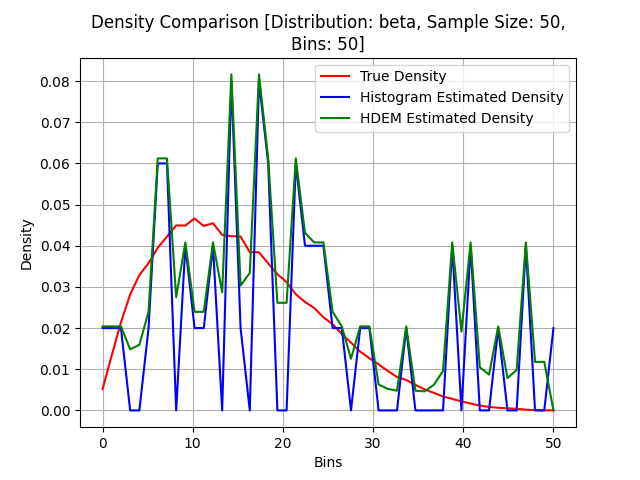 Density Comparison [Distribution: beta, Sample Size: 50,
Bins: 50]
True Density
Histogram Estimated Density
HDEM Estimated Density
Density
0.08
0.07
0.06
0.05
0.04
0.03
0.02
0.01
0.00
0 10 20 30 40 50
Bins